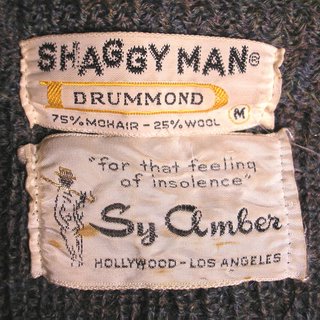 SHAGGY MAN®
DRUMMOND
75% MOHAIR - 25% WOOL
M
"for that feeling
of insolence"
Sy Amber
HOLLYWOOD - LOS ANGELES